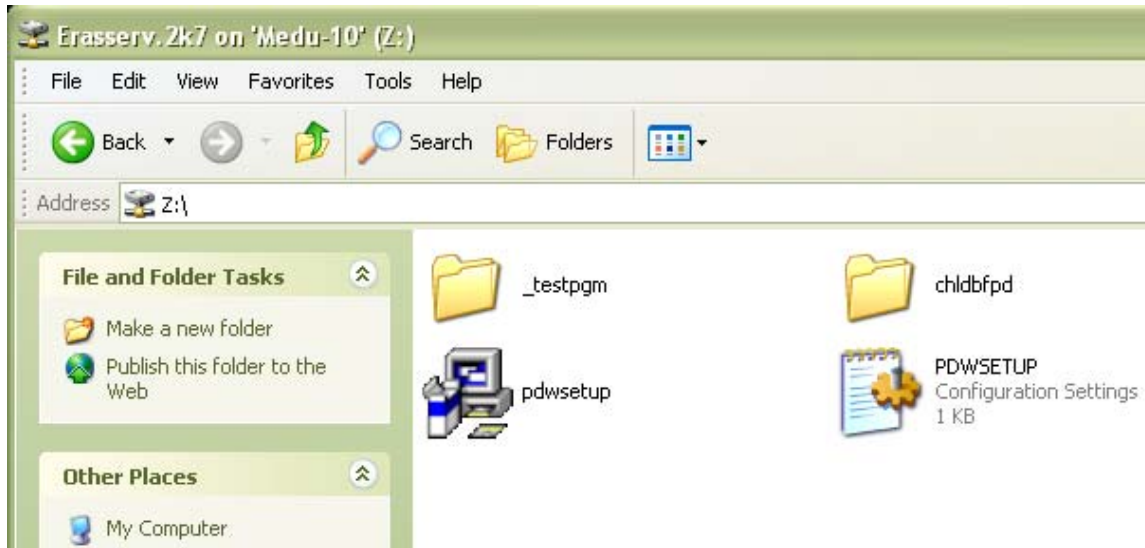 Erasserv.2k7 on 'Medu-10' (Z:)
File Edit View Favorites Tools Help
Back Search Folders
Address Z:\
File and Folder Tasks
Make a new folder
Publish this folder to the
Web
Other Places
My Computer
_testpgm
chldbfpd
pdwsetup
PDWSETUP
Configuration Settings
1 KB